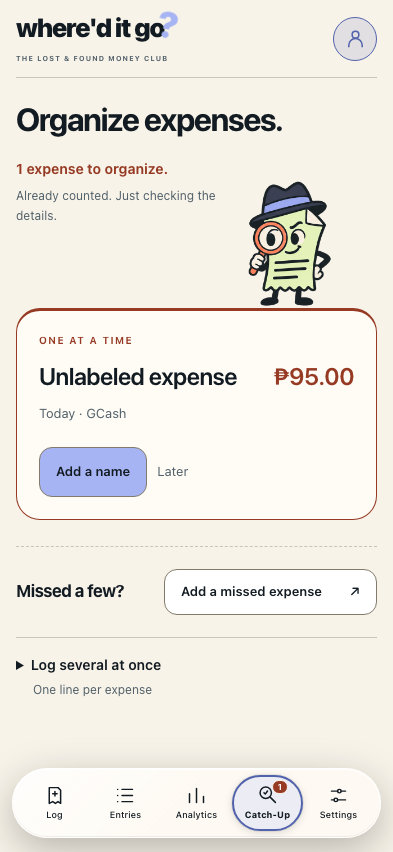 where'd it go?
THE LOST & FOUND MONEY CLUB
Organize expenses.
1 expense to organize.
Already counted. Just checking the
details.
ONE AT A TIME
Unlabeled expense
₱95.00
Today · GCash
Add a name
Later
Missed a few?
Add a missed expense
Log several at once
One line per expense
1
Log
Entries
Analytics
Catch-Up
Settings